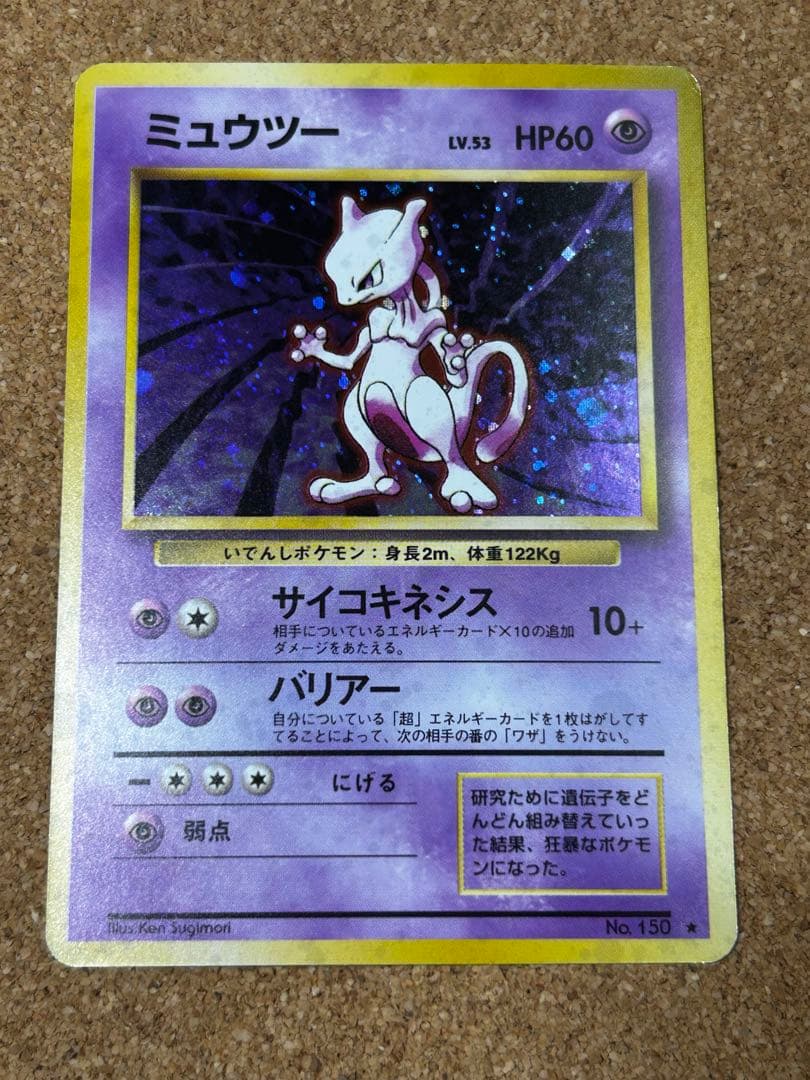 ミュウツー LV.53 HP60
いでんしポケモン：身長2m、体重122Kg
サイコキネシス 10+
相手についているエネルギーカード×10の追加
ダメージをあたえる。
バリアー
自分についている「超」エネルギーカードを1枚はがしてす
てることによって、次の相手の番の「ワザ」をうけない。
にげる
弱点
研究ために遺伝子をど
んどん組み替えていっ
た結果、狂暴なポケモ
ンになった。
Illus. Ken Sugimori
No. 150 ★